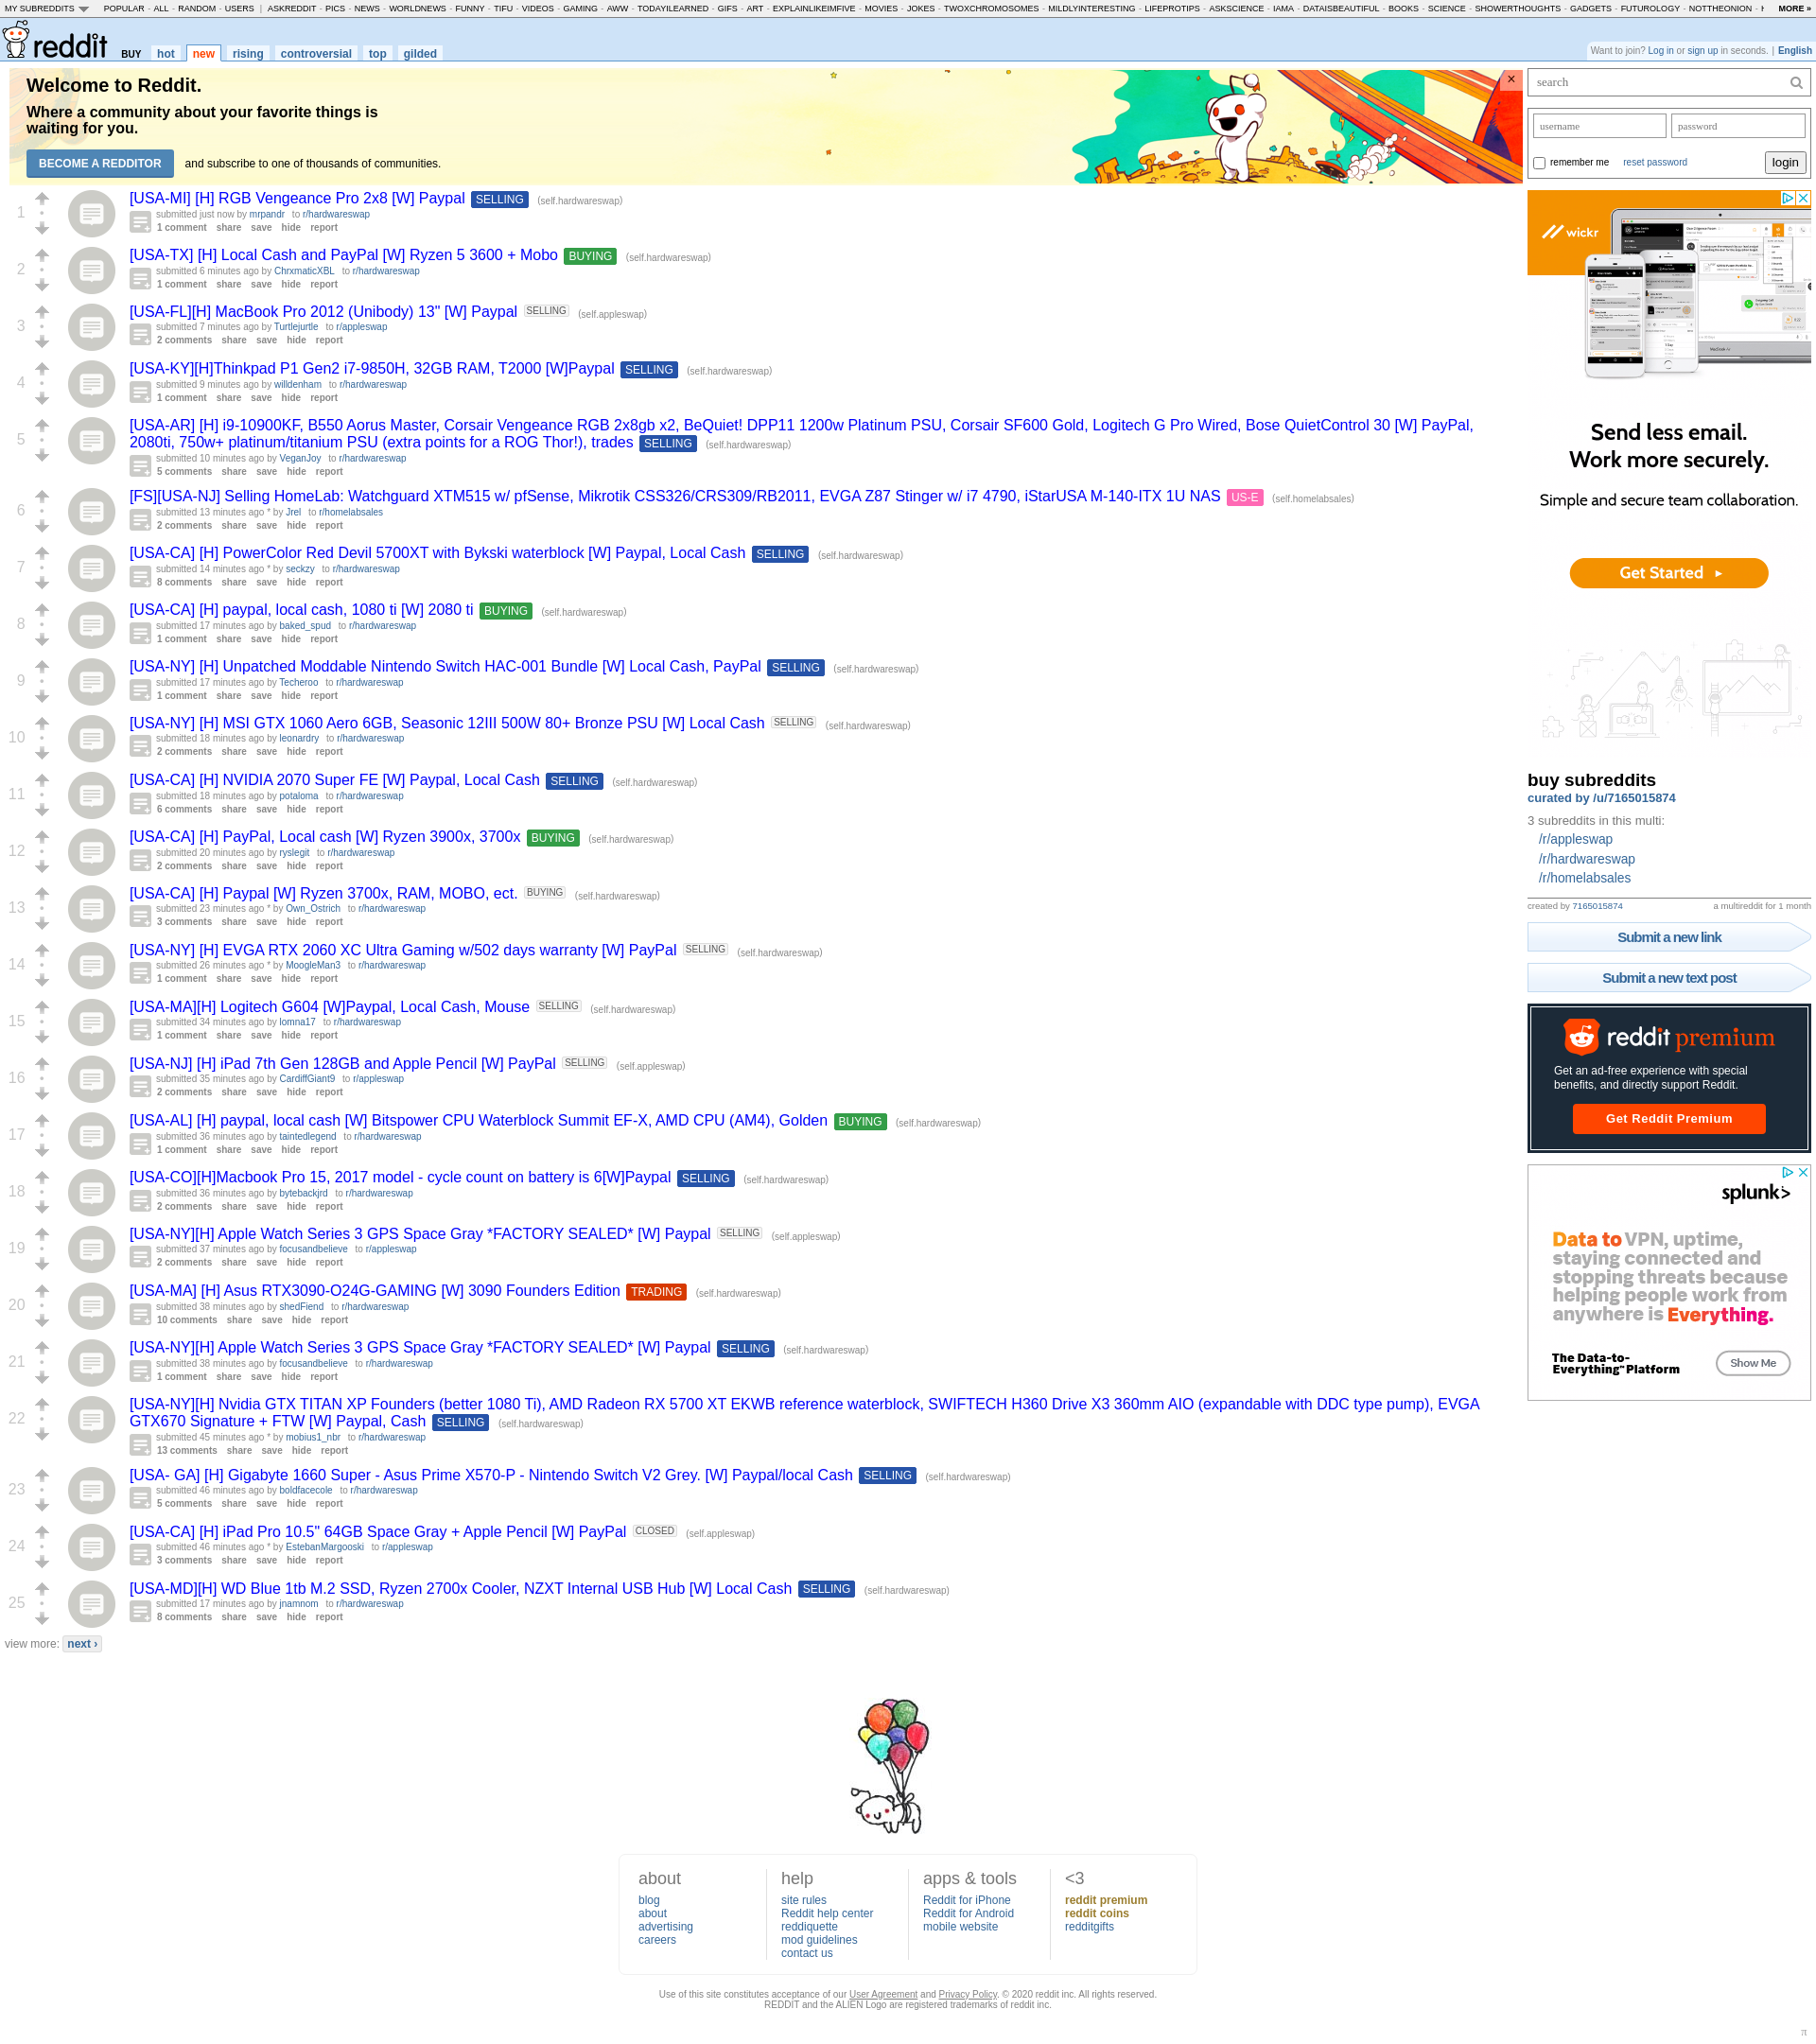 MY SUBREDDITS POPULAR - ALL - RANDOM - USERS | ASKREDDIT - PICS - NEWS - WORLDNEWS - FUNNY - TIFU - VIDEOS - GAMING - AWW - TODAYILEARNED - GIFS - ART - EXPLAINLIKEIMFIVE - MOVIES - JOKES - TWOXCHROMOSOMES - MILDLYINTERESTING - LIFEPROTIPS - ASKSCIENCE - IAMA - DATAISBEAUTIFUL - BOOKS - SCIENCE - SHOWERTHOUGHTS - GADGETS - FUTUROLOGY - NOTTHEONION - MORE »
reddit BUY hot new rising controversial top gilded
Want to join? Log in or sign up in seconds. | English
Welcome to Reddit.
Where a community about your favorite things is
waiting for you.
BECOME A REDDITOR and subscribe to one of thousands of communities.
1
[USA-MI] [H] RGB Vengeance Pro 2x8 [W] Paypal SELLING (self.hardwareswap)
submitted just now by mrpandr to r/hardwareswap
1 comment share save hide report
2
[USA-TX] [H] Local Cash and PayPal [W] Ryzen 5 3600 + Mobo BUYING (self.hardwareswap)
submitted 6 minutes ago by ChrxmaticXBL to r/hardwareswap
1 comment share save hide report
3
[USA-FL][H] MacBook Pro 2012 (Unibody) 13" [W] Paypal SELLING (self.appleswap)
submitted 7 minutes ago by Turtlejurtle to r/appleswap
2 comments share save hide report
4
[USA-KY][H]Thinkpad P1 Gen2 i7-9850H, 32GB RAM, T2000 [W]Paypal SELLING (self.hardwareswap)
submitted 9 minutes ago by willdenham to r/hardwareswap
1 comment share save hide report
5
[USA-AR] [H] i9-10900KF, B550 Aorus Master, Corsair Vengeance RGB 2x8gb x2, BeQuiet! DPP11 1200w Platinum PSU, Corsair SF600 Gold, Logitech G Pro Wired, Bose QuietControl 30 [W] PayPal,
2080ti, 750w+ platinum/titanium PSU (extra points for a ROG Thor!), trades SELLING (self.hardwareswap)
submitted 10 minutes ago by VeganJoy to r/hardwareswap
5 comments share save hide report
6
[FS][USA-NJ] Selling HomeLab: Watchguard XTM515 w/ pfSense, Mikrotik CSS326/CRS309/RB2011, EVGA Z87 Stinger w/ i7 4790, iStarUSA M-140-ITX 1U NAS US-E (self.homelabsales)
submitted 13 minutes ago * by Jrel to r/homelabsales
2 comments share save hide report
7
[USA-CA] [H] PowerColor Red Devil 5700XT with Bykski waterblock [W] Paypal, Local Cash SELLING (self.hardwareswap)
submitted 14 minutes ago * by seckzy to r/hardwareswap
8 comments share save hide report
8
[USA-CA] [H] paypal, local cash, 1080 ti [W] 2080 ti BUYING (self.hardwareswap)
submitted 17 minutes ago by baked_spud to r/hardwareswap
1 comment share save hide report
9
[USA-NY] [H] Unpatched Moddable Nintendo Switch HAC-001 Bundle [W] Local Cash, PayPal SELLING (self.hardwareswap)
submitted 17 minutes ago by Techeroo to r/hardwareswap
1 comment share save hide report
10
[USA-NY] [H] MSI GTX 1060 Aero 6GB, Seasonic 12III 500W 80+ Bronze PSU [W] Local Cash SELLING (self.hardwareswap)
submitted 18 minutes ago by leonardry to r/hardwareswap
2 comments share save hide report
11
[USA-CA] [H] NVIDIA 2070 Super FE [W] Paypal, Local Cash SELLING (self.hardwareswap)
submitted 18 minutes ago by potaloma to r/hardwareswap
6 comments share save hide report
12
[USA-CA] [H] PayPal, Local cash [W] Ryzen 3900x, 3700x BUYING (self.hardwareswap)
submitted 20 minutes ago by ryslegit to r/hardwareswap
2 comments share save hide report
13
[USA-CA] [H] Paypal [W] Ryzen 3700x, RAM, MOBO, ect. BUYING (self.hardwareswap)
submitted 23 minutes ago * by Own_Ostrich to r/hardwareswap
3 comments share save hide report
14
[USA-NY] [H] EVGA RTX 2060 XC Ultra Gaming w/502 days warranty [W] PayPal SELLING (self.hardwareswap)
submitted 26 minutes ago * by MoogleMan3 to r/hardwareswap
1 comment share save hide report
15
[USA-MA][H] Logitech G604 [W]Paypal, Local Cash, Mouse SELLING (self.hardwareswap)
submitted 34 minutes ago by lomna17 to r/hardwareswap
1 comment share save hide report
16
[USA-NJ] [H] iPad 7th Gen 128GB and Apple Pencil [W] PayPal SELLING (self.appleswap)
submitted 35 minutes ago by CardiffGiant9 to r/appleswap
2 comments share save hide report
17
[USA-AL] [H] paypal, local cash [W] Bitspower CPU Waterblock Summit EF-X, AMD CPU (AM4), Golden BUYING (self.hardwareswap)
submitted 36 minutes ago by taintedlegend to r/hardwareswap
1 comment share save hide report
18
[USA-CO][H]Macbook Pro 15, 2017 model - cycle count on battery is 6[W]Paypal SELLING (self.hardwareswap)
submitted 36 minutes ago by bytebackjrd to r/hardwareswap
2 comments share save hide report
19
[USA-NY][H] Apple Watch Series 3 GPS Space Gray *FACTORY SEALED* [W] Paypal SELLING (self.appleswap)
submitted 37 minutes ago by focusandbelieve to r/appleswap
2 comments share save hide report
20
[USA-MA] [H] Asus RTX3090-O24G-GAMING [W] 3090 Founders Edition TRADING (self.hardwareswap)
submitted 38 minutes ago by shedFiend to r/hardwareswap
10 comments share save hide report
21
[USA-NY][H] Apple Watch Series 3 GPS Space Gray *FACTORY SEALED* [W] Paypal SELLING (self.hardwareswap)
submitted 38 minutes ago by focusandbelieve to r/hardwareswap
1 comment share save hide report
22
[USA-NY][H] Nvidia GTX TITAN XP Founders (better 1080 Ti), AMD Radeon RX 5700 XT EKWB reference waterblock, SWIFTECH H360 Drive X3 360mm AIO (expandable with DDC type pump), EVGA
GTX670 Signature + FTW [W] Paypal, Cash SELLING (self.hardwareswap)
submitted 45 minutes ago * by mobius1_nbr to r/hardwareswap
13 comments share save hide report
23
[USA- GA] [H] Gigabyte 1660 Super - Asus Prime X570-P - Nintendo Switch V2 Grey. [W] Paypal/local Cash SELLING (self.hardwareswap)
submitted 46 minutes ago by boldfacecole to r/hardwareswap
5 comments share save hide report
24
[USA-CA] [H] iPad Pro 10.5" 64GB Space Gray + Apple Pencil [W] PayPal CLOSED (self.appleswap)
submitted 46 minutes ago * by EstebanMargooski to r/appleswap
3 comments share save hide report
25
[USA-MD][H] WD Blue 1tb M.2 SSD, Ryzen 2700x Cooler, NZXT Internal USB Hub [W] Local Cash SELLING (self.hardwareswap)
submitted 17 minutes ago by jnamnom to r/hardwareswap
8 comments share save hide report
view more: next ›
search
username password
remember me reset password login
wickr
Send less email.
Work more securely.
Simple and secure team collaboration.
Get Started
buy subreddits
curated by /u/7165015874
3 subreddits in this multi:
/r/appleswap
/r/hardwareswap
/r/homelabsales
created by 7165015874 a multireddit for 1 month
Submit a new link
Submit a new text post
reddit premium
Get an ad-free experience with special
benefits, and directly support Reddit.
Get Reddit Premium
splunk>
Data to VPN, uptime,
staying connected and
stopping threats because
helping people work from
anywhere is Everything.
The Data-to-
Everything™ Platform
Show Me
about
blog
about
advertising
careers
help
site rules
Reddit help center
reddiquette
mod guidelines
contact us
apps & tools
Reddit for iPhone
Reddit for Android
mobile website
<3
reddit premium
reddit coins
redditgifts
Use of this site constitutes acceptance of our User Agreement and Privacy Policy. © 2020 reddit inc. All rights reserved.
REDDIT and the ALIEN Logo are registered trademarks of reddit inc.
π